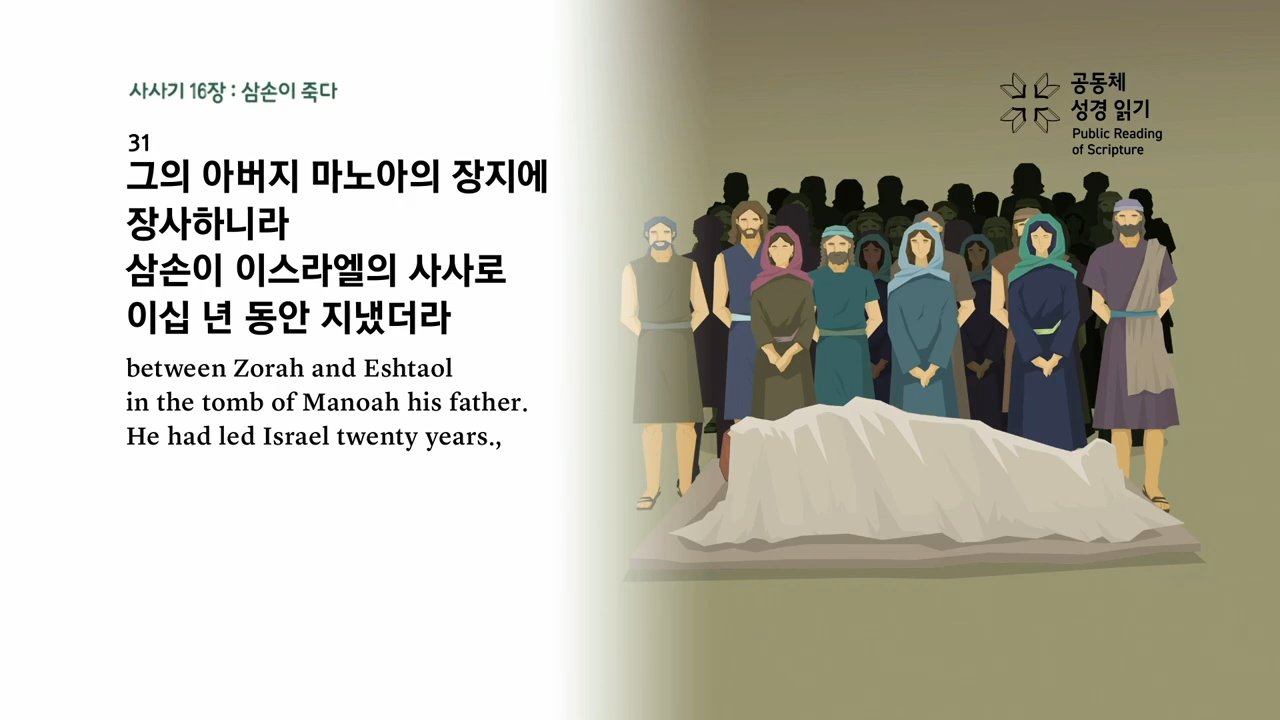 사사기 16장 : 삼손이 죽다
31
그의 아버지 마노아의 장지에
장사하니라
삼손이 이스라엘의 사사로
이십 년 동안 지냈더라
between Zorah and Eshtaol
in the tomb of Manoah his father.
He had led Israel twenty years.,
공동체
성경 읽기
Public Reading
of Scripture